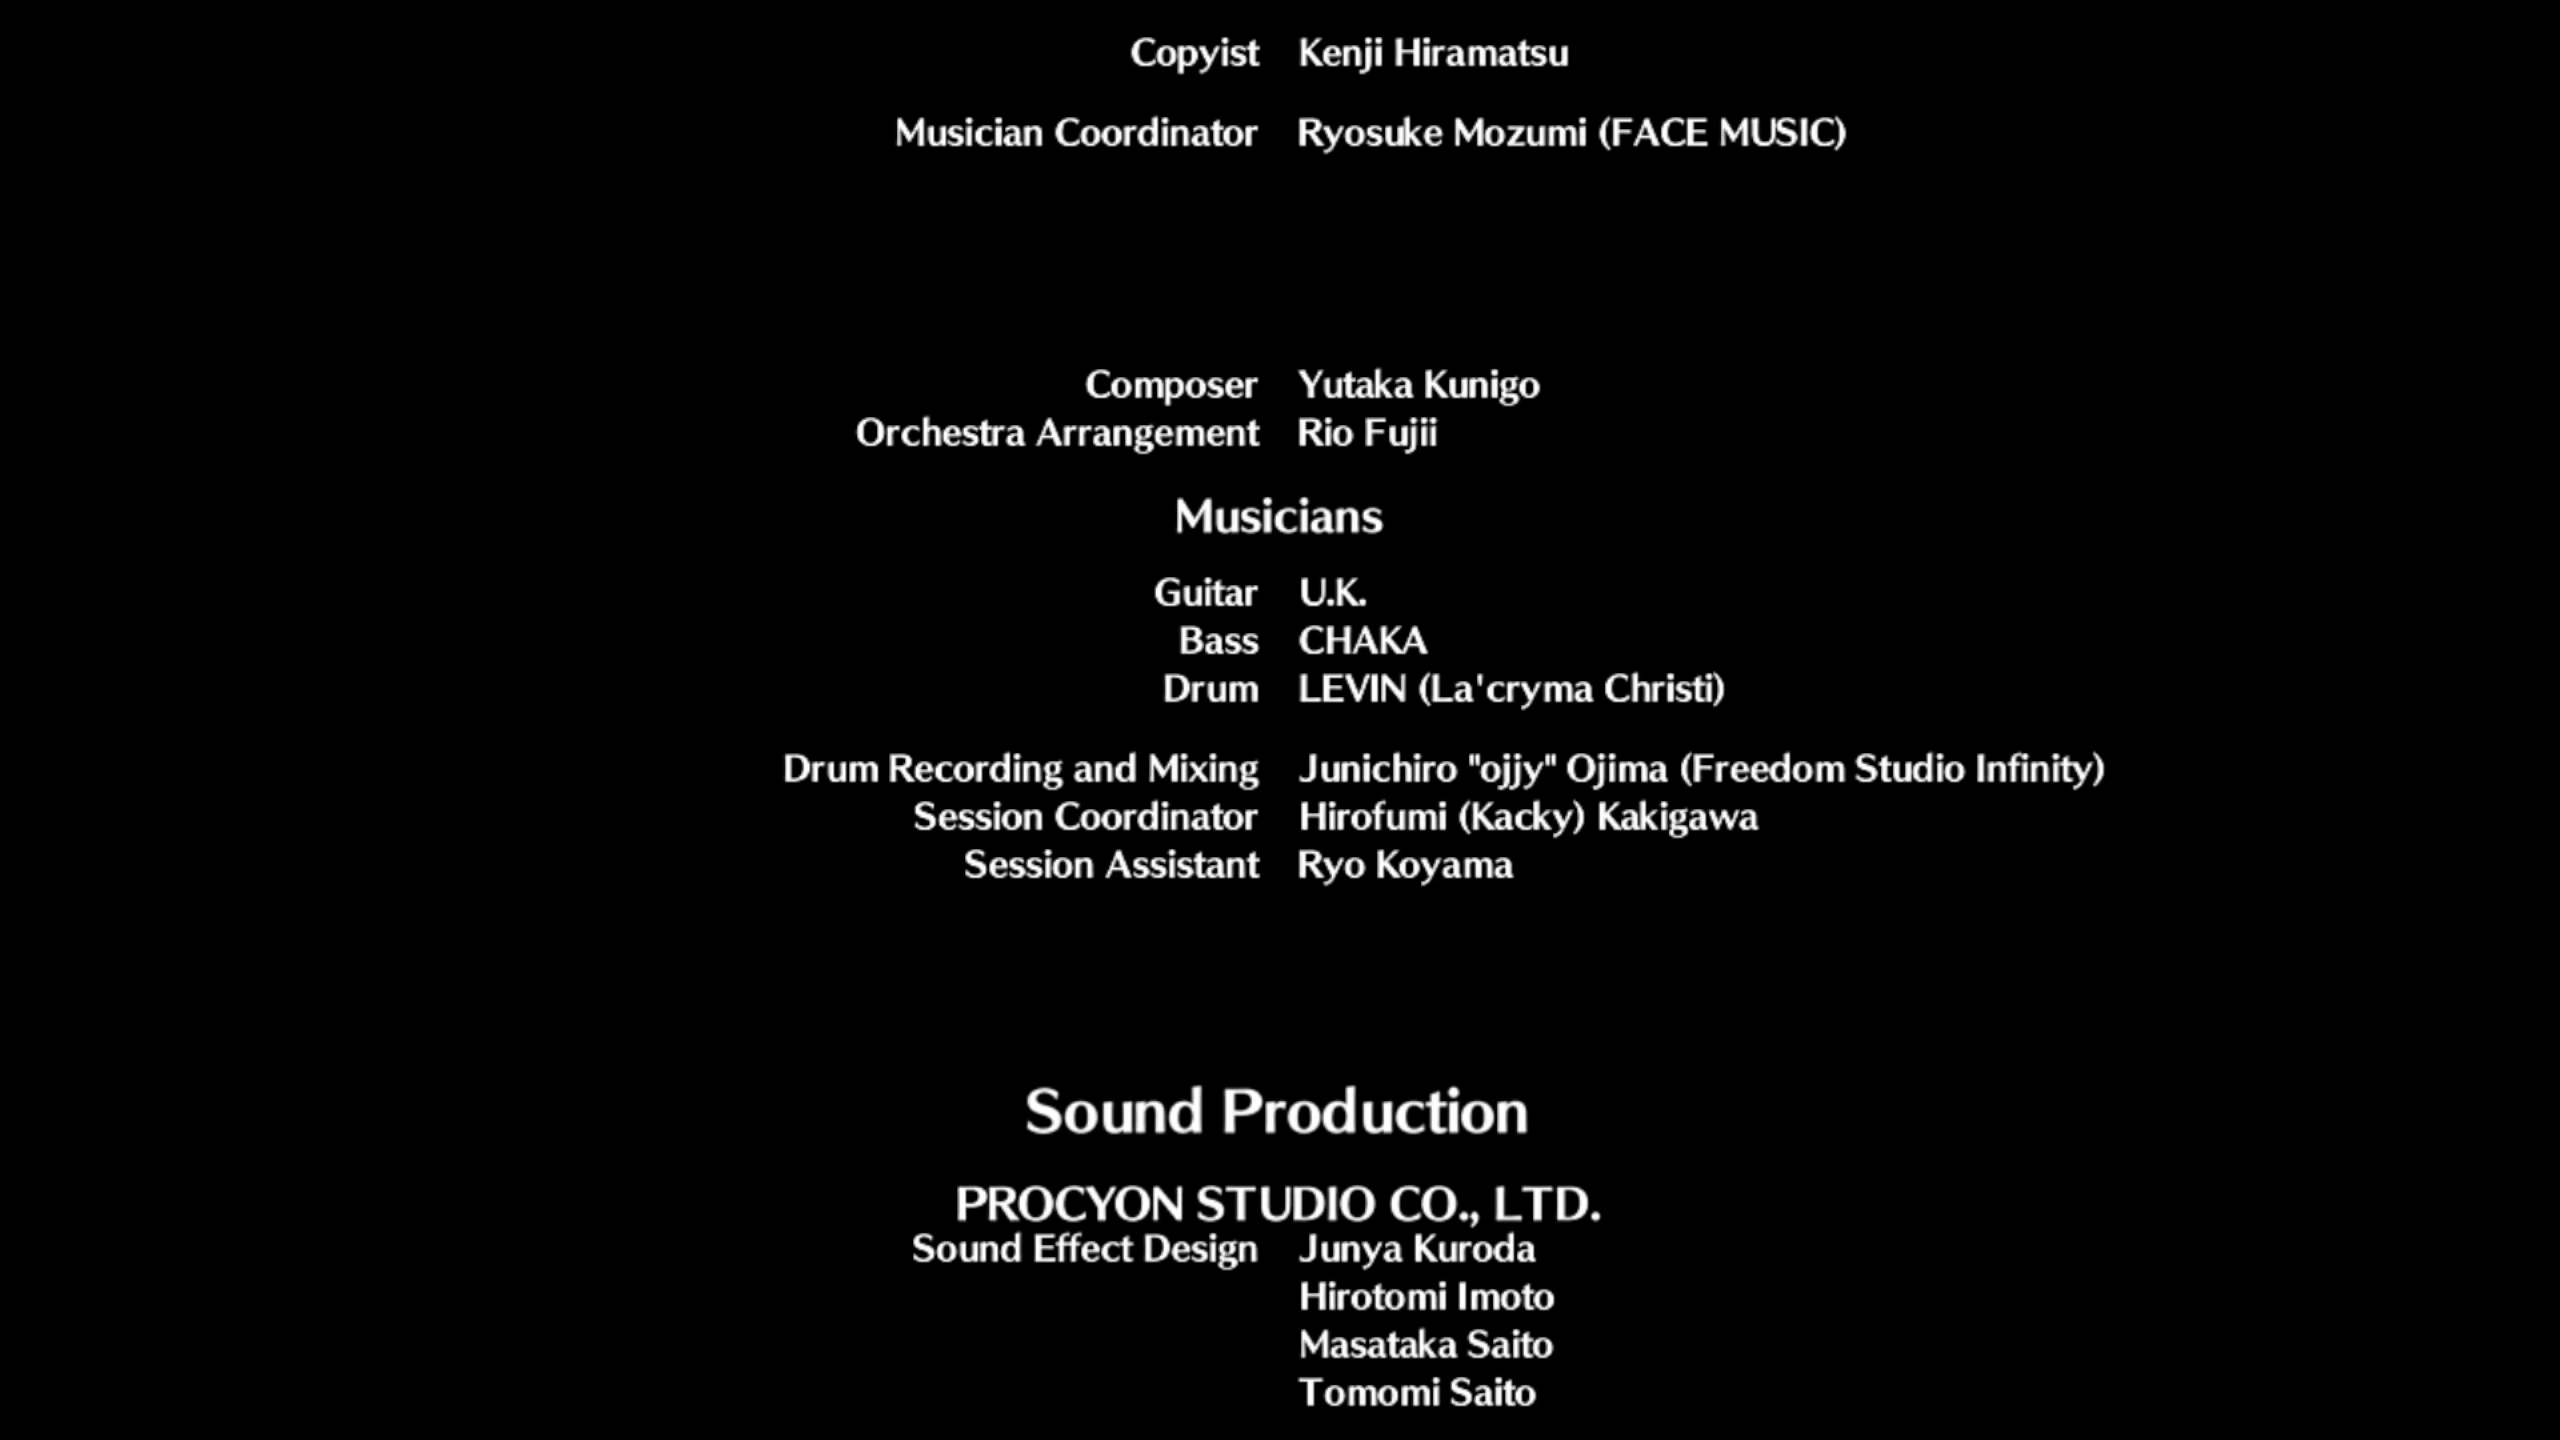 Copyist Kenji Hiramatsu
Musician Coordinator Ryosuke Mozumi (FACE MUSIC)
Composer Yutaka Kunigo
Orchestra Arrangement Rio Fujii
Musicians
Guitar U.K.
Bass CHAKA
Drum LEVIN (La'cryma Christi)
Drum Recording and Mixing Junichiro "ojjy" Ojima (Freedom Studio Infinity)
Session Coordinator Hirofumi (Kacky) Kakigawa
Session Assistant Ryo Koyama
Sound Production
PROCYON STUDIO CO., LTD.
Sound Effect Design Junya Kuroda
Hirotomi Imoto
Masataka Saito
Tomomi Saito